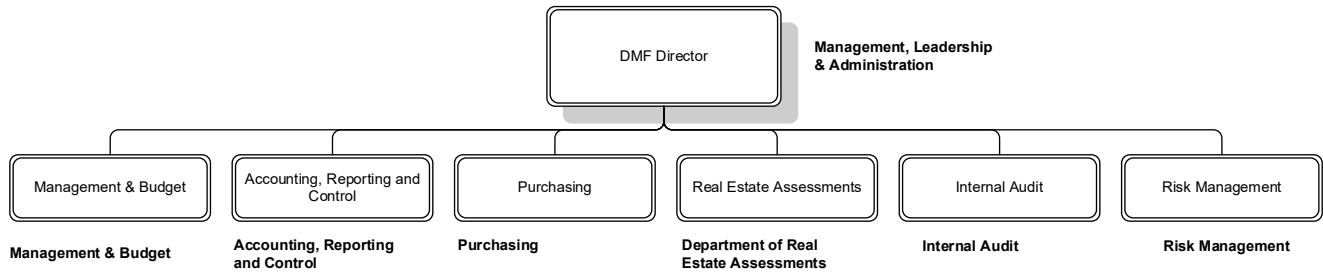 DMF Director
Management, Leadership
& Administration
Management & Budget
Accounting, Reporting and
Control
Purchasing
Real Estate Assessments
Internal Audit
Risk Management
Management & Budget
Accounting, Reporting
and Control
Purchasing
Department of Real
Estate Assessments
Internal Audit
Risk Management